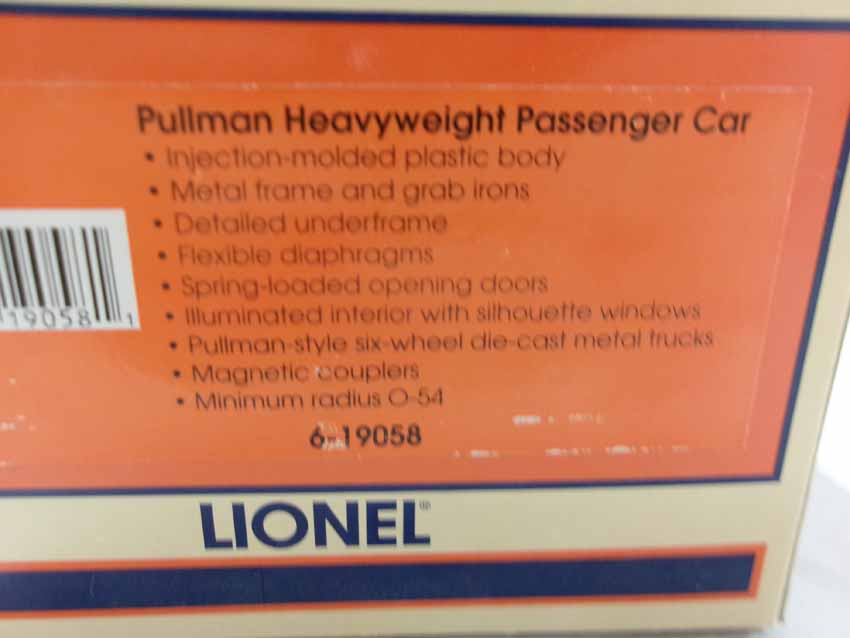 Pullman Heavyweight Passenger Car
• Injection-molded plastic body
• Metal frame and grab irons
• Detailed underframe
• Flexible diaphragms
• Spring-loaded opening doors
• Illuminated interior with silhouette windows
• Pullman-style six-wheel die-cast metal trucks
• Magnetic couplers
• Minimum radius O-54
6-19058
19058 1
LIONEL®